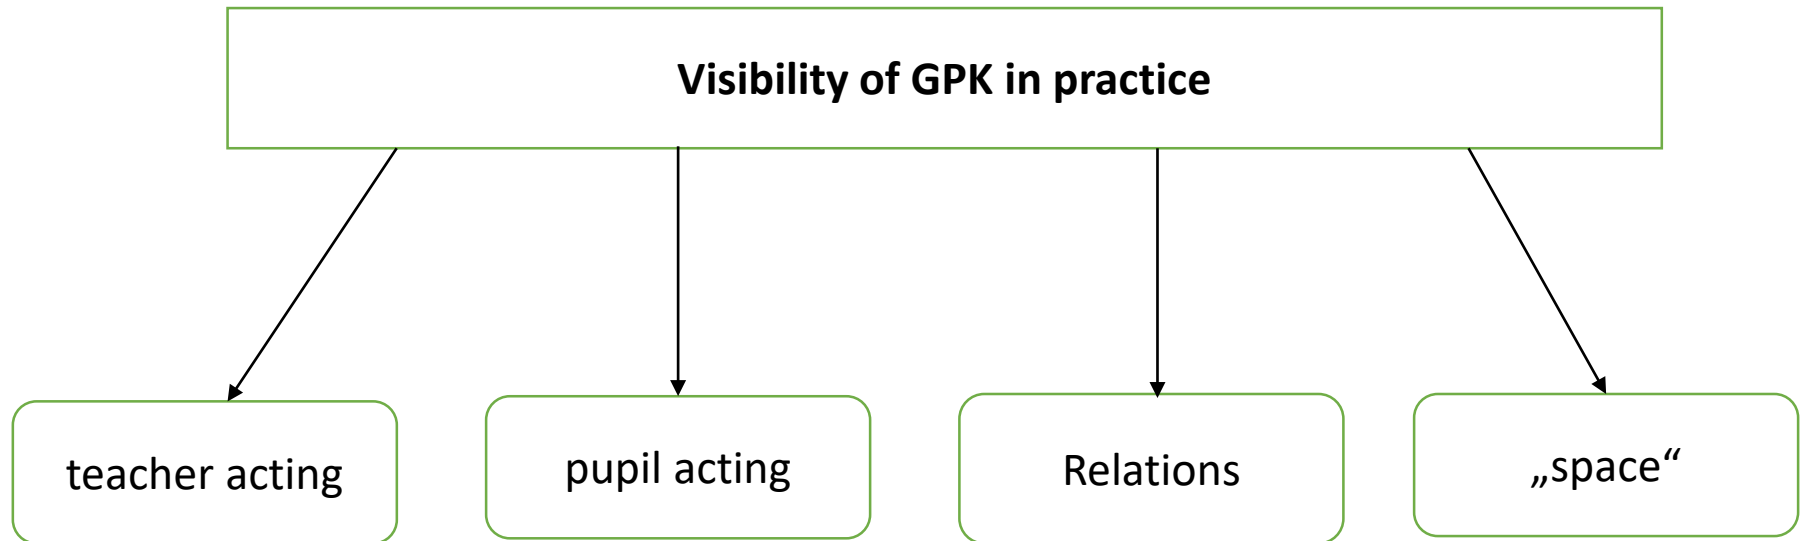 Visibility of GPK in practice
teacher acting
pupil acting
Relations
„space“